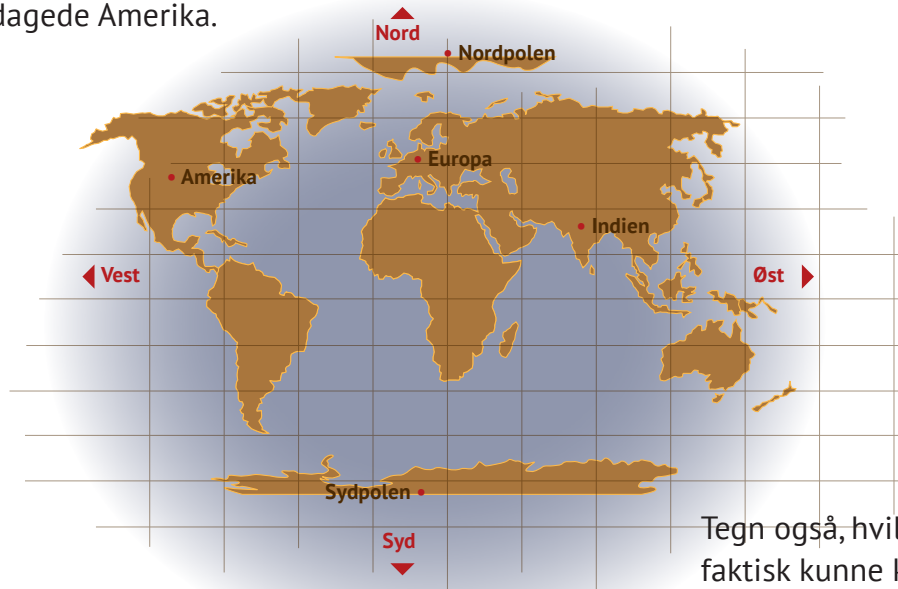 dagede Amerika.
Nord
Nordpolen
Europa
Amerika
Indien
Vest
Øst
Sydpolen
Syd
Tegn også, hvil
faktisk kunne